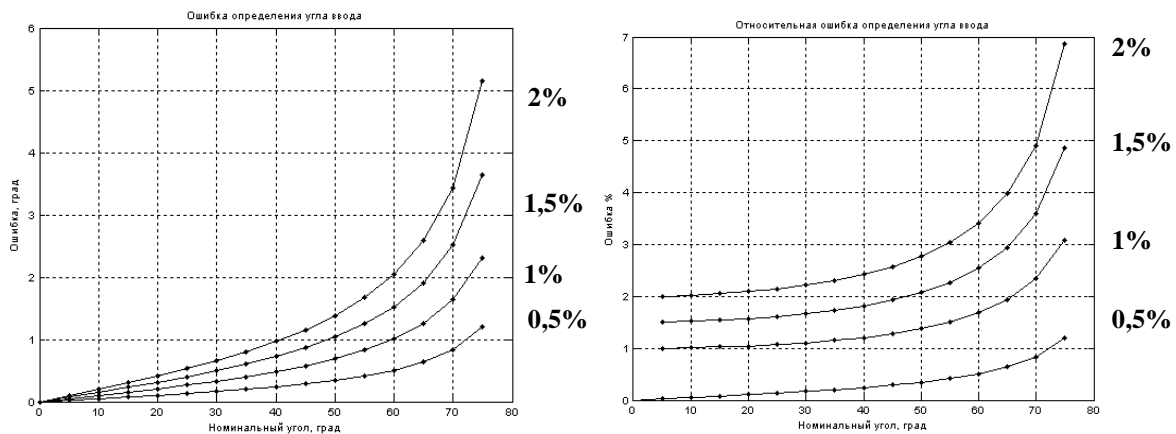 Ошибка определения угла ввода
6
5
4
3
2
1
0
0 10 20 30 40 50 60 70 80
Ошибка, град
Номинальный угол, град
2%
1,5%
1%
0,5%
Относительная ошибка определения угла ввода
7
6
5
4
3
2
1
0
0 10 20 30 40 50 60 70 80
Ошибка %
Номинальный угол, град
2%
1,5%
1%
0,5%